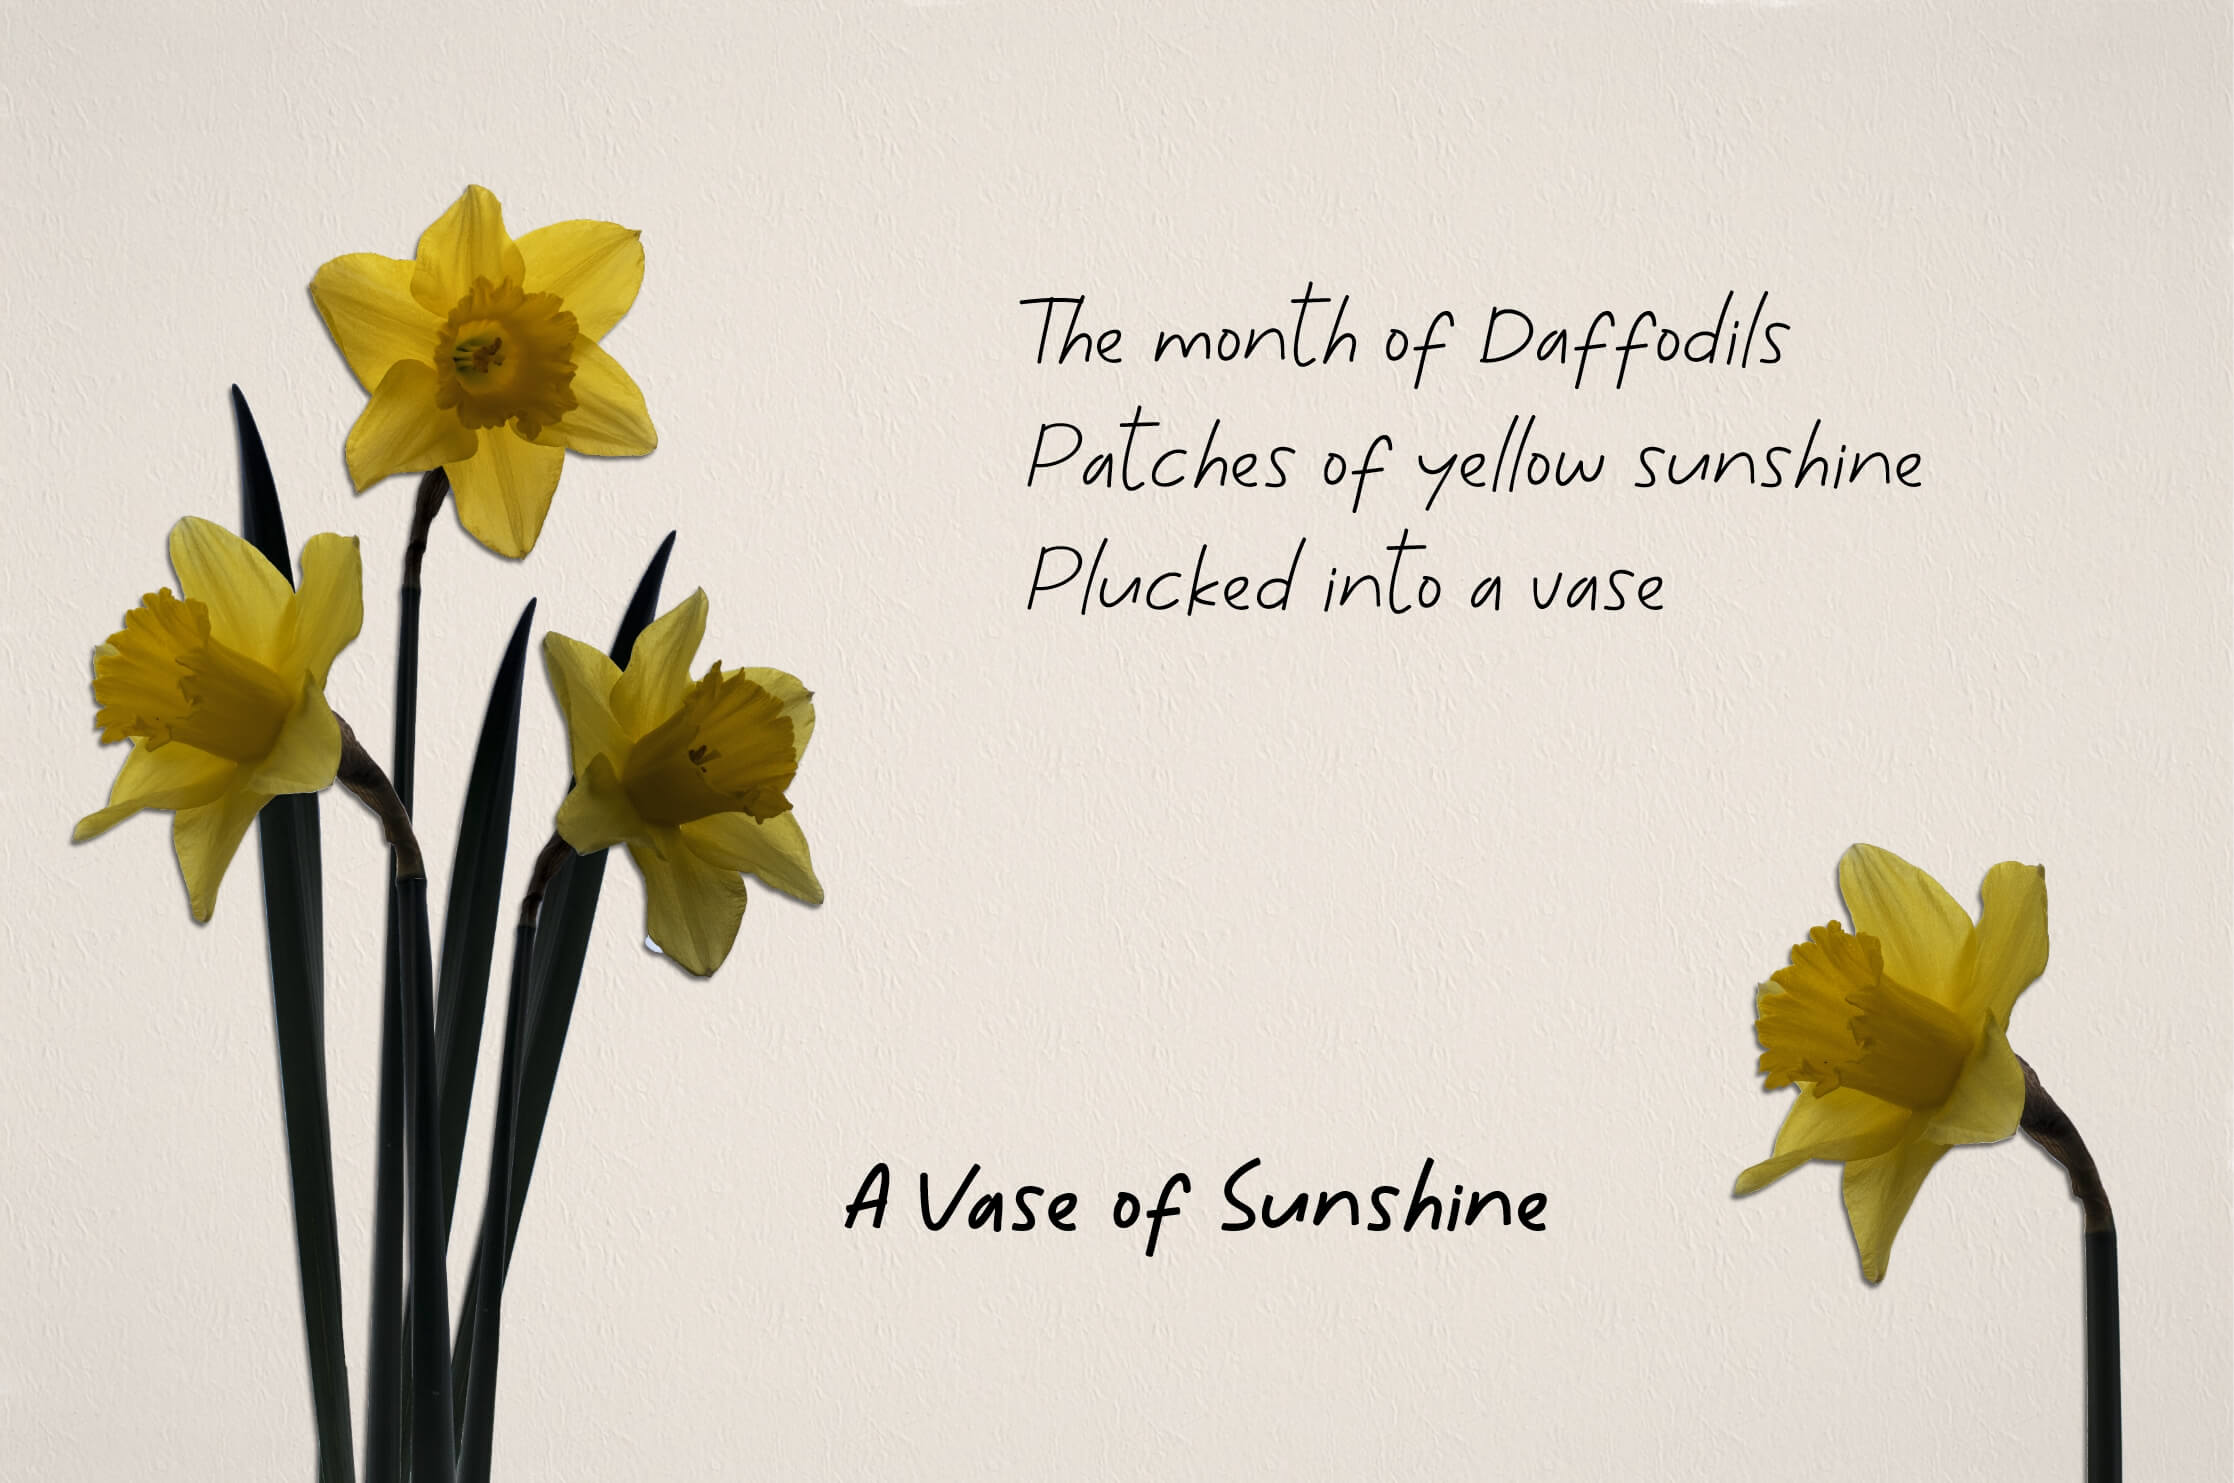 The month of Daffodils
Patches of yellow sunshine
Plucked into a vase
A Vase of Sunshine